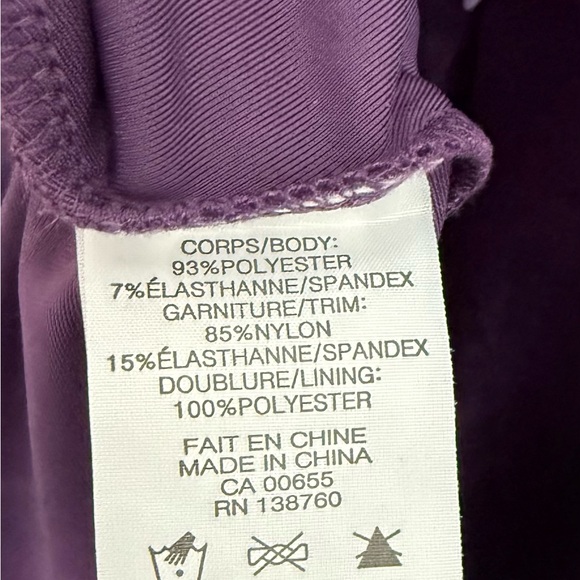 CORPS/BODY:
93%POLYESTER
7%ÉLASTHANNE/SPANDEX
GARNITURE/TRIM:
85%NYLON
15%ÉLASTHANNE/SPANDEX
DOUBLURE/LINING:
100%POLYESTER
FAIT EN CHINE
MADE IN CHINA
CA 00655
RN 138760